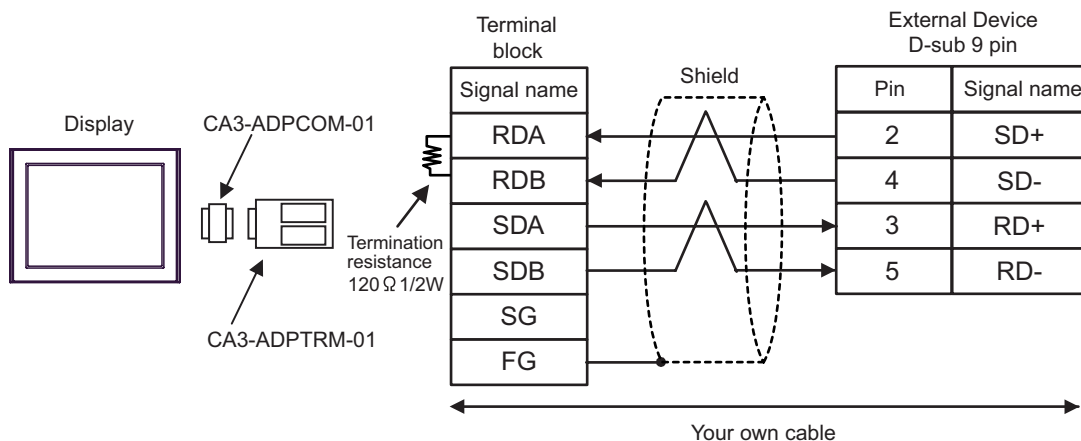 Display
CA3-ADPCOM-01
CA3-ADPTRM-01
Termination
resistance
120 Ω 1/2W
Terminal
block
Signal name
RDA
RDB
SDA
SDB
SG
FG
Shield
External Device
D-sub 9 pin
Pin Signal name
2 SD+
4 SD-
3 RD+
5 RD-
Your own cable